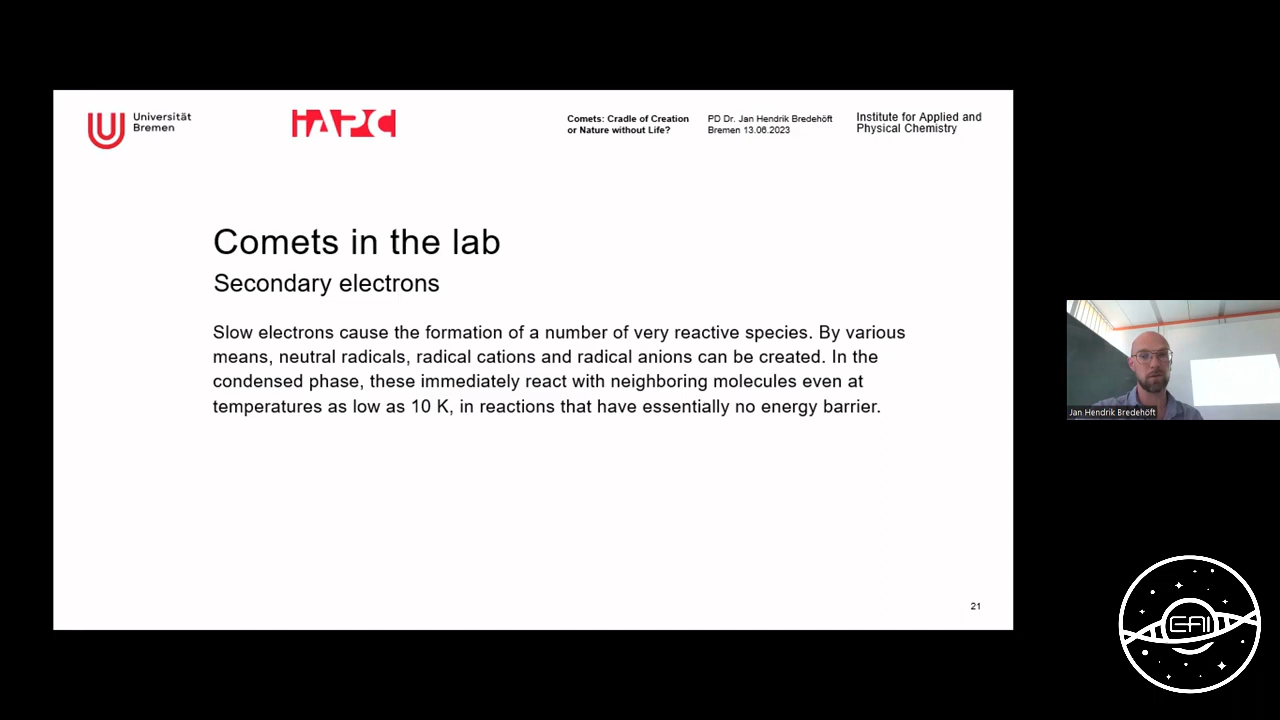 Universität
Bremen
IAPC
Comets: Cradle of Creation
or Nature without Life?
PD Dr. Jan Hendrik Bredehöft
Bremen 13.06.2023
Institute for Applied and
Physical Chemistry
Comets in the lab
Secondary electrons
Slow electrons cause the formation of a number of very reactive species. By various
means, neutral radicals, radical cations and radical anions can be created. In the
condensed phase, these immediately react with neighboring molecules even at
temperatures as low as 10 K, in reactions that have essentially no energy barrier.
21
Jan Hendrik Bredehöft
EAI